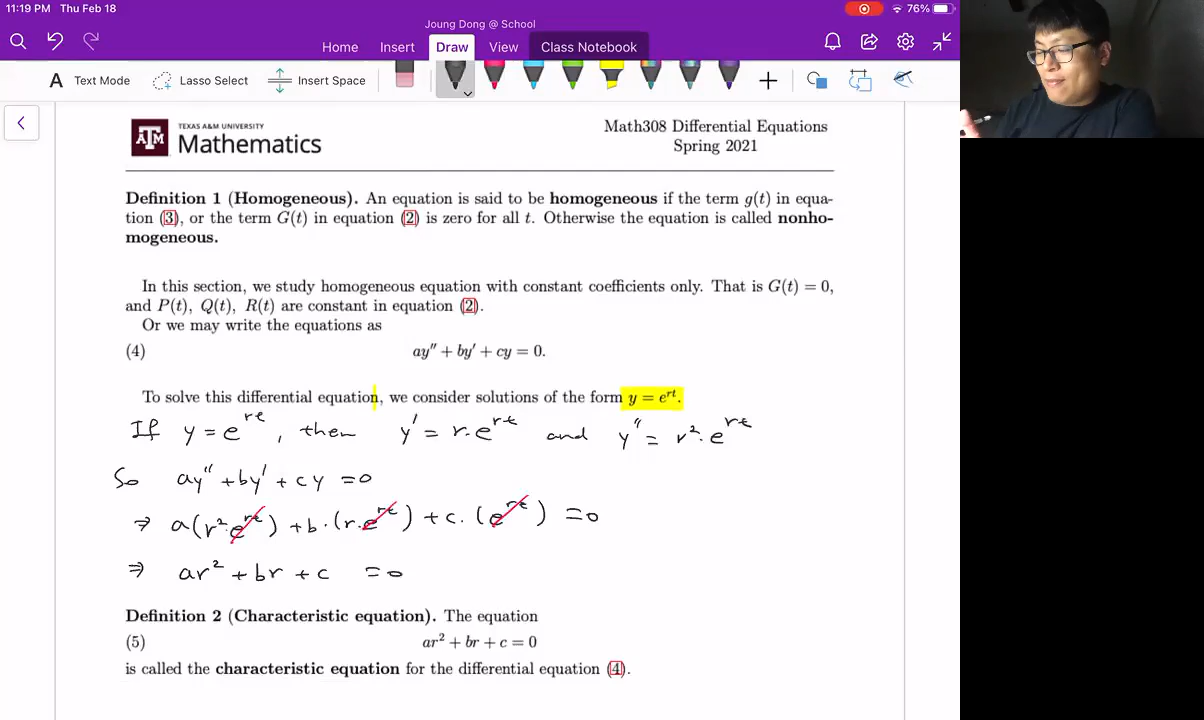 11:19 PM Thu Feb 18 76%
Joung Dong @ School
Home Insert Draw View Class Notebook
A Text Mode Lasso Select Insert Space
ĀM TEXAS A&M UNIVERSITY
Mathematics
Math308 Differential Equations
Spring 2021
Definition 1 (Homogeneous). An equation is said to be homogeneous if the term g(t) in equa-
tion (3), or the term G(t) in equation (2) is zero for all t. Otherwise the equation is called nonho-
mogeneous.
In this section, we study homogeneous equation with constant coefficients only. That is G(t) = 0,
and P(t), Q(t), R(t) are constant in equation (2).
Or we may write the equations as
(4) ay″ + by′ + cy = 0.
To solve this differential equation, we consider solutions of the form y = e^{rt}.
If y = e^{rt}, then y′ = r·e^{rt} and y″ = r²·e^{rt}
So ay″ + by′ + cy = 0
⇒ a(r²·e^{rt}) + b·(r·e^{rt}) + c·(e^{rt}) = 0
⇒ ar² + br + c = 0
Definition 2 (Characteristic equation). The equation
(5) ar² + br + c = 0
is called the characteristic equation for the differential equation (4).